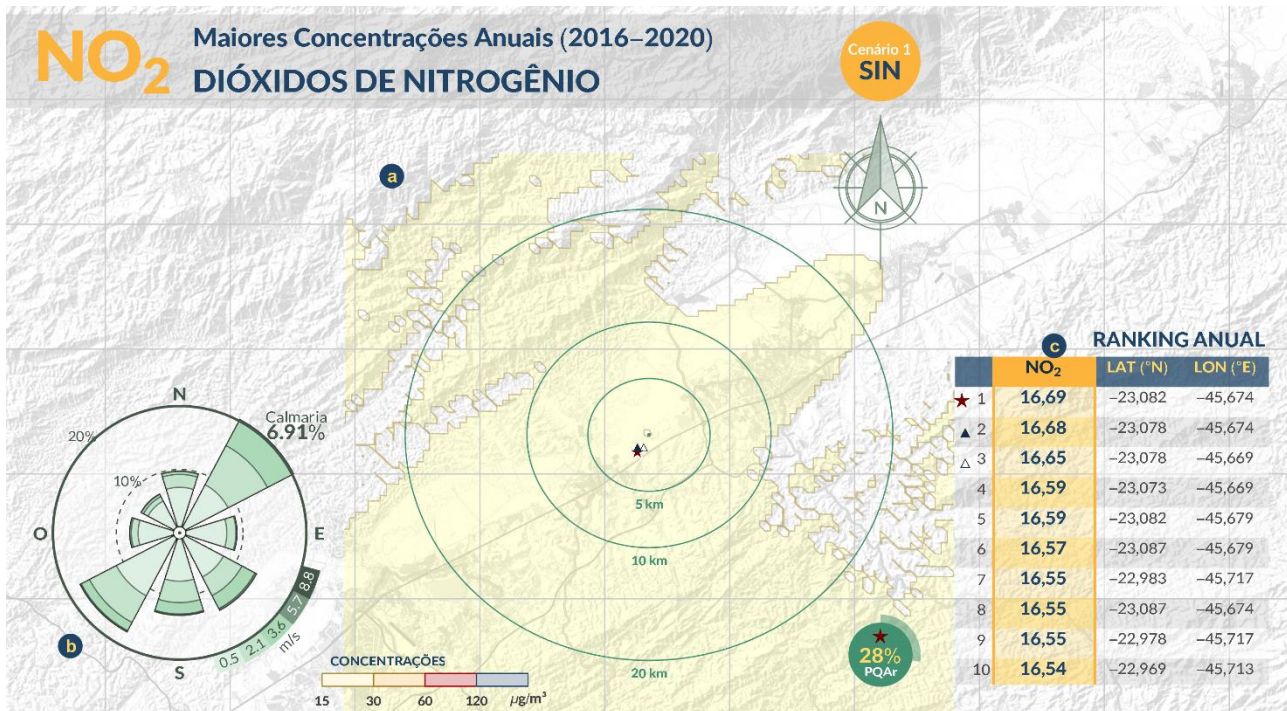 NO₂ Maiores Concentrações Anuais (2016–2020)
DIÓXIDOS DE NITROGÊNIO
Cenário 1
SIN
a
N
c RANKING ANUAL
NO₂ LAT (°N) LON (°E)
1 16,69 –23,082 –45,674
2 16,68 –23,078 –45,674
3 16,65 –23,078 –45,669
4 16,59 –23,073 –45,669
5 16,59 –23,082 –45,679
6 16,57 –23,087 –45,679
7 16,55 –22,983 –45,717
8 16,55 –23,087 –45,674
9 16,55 –22,978 –45,717
10 16,54 –22,969 –45,713
N
Calmaria
6.91%
20%
10%
O
E
S
b
0.5 2.1 3.6 5.7 8.8
m/s
5 km
10 km
20 km
CONCENTRAÇÕES
15 30 60 120 µg/m³
28%
PQAr